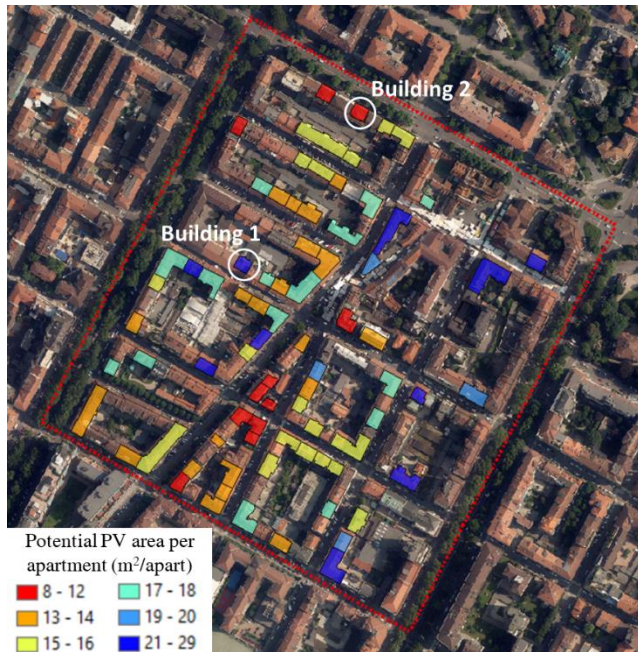 Building 2
Building 1
Potential PV area per
apartment (m²/apart)
8 - 12
17 - 18
13 - 14
19 - 20
15 - 16
21 - 29